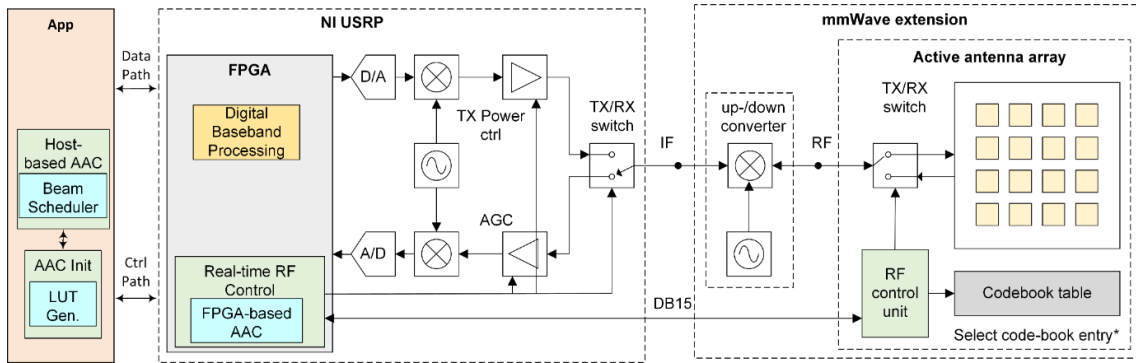 App
Data
Path
Host-
based AAC
Beam
Scheduler
AAC Init
LUT
Gen.
Ctrl
Path
NI USRP
FPGA
Digital
Baseband
Processing
Real-time RF
Control
FPGA-based
AAC
D/A
TX Power
ctrl
A/D
AGC
TX/RX
switch
IF
DB15
mmWave extension
up-/down
converter
RF
Active antenna array
TX/RX
switch
RF
control
unit
Codebook table
Select code-book entry*